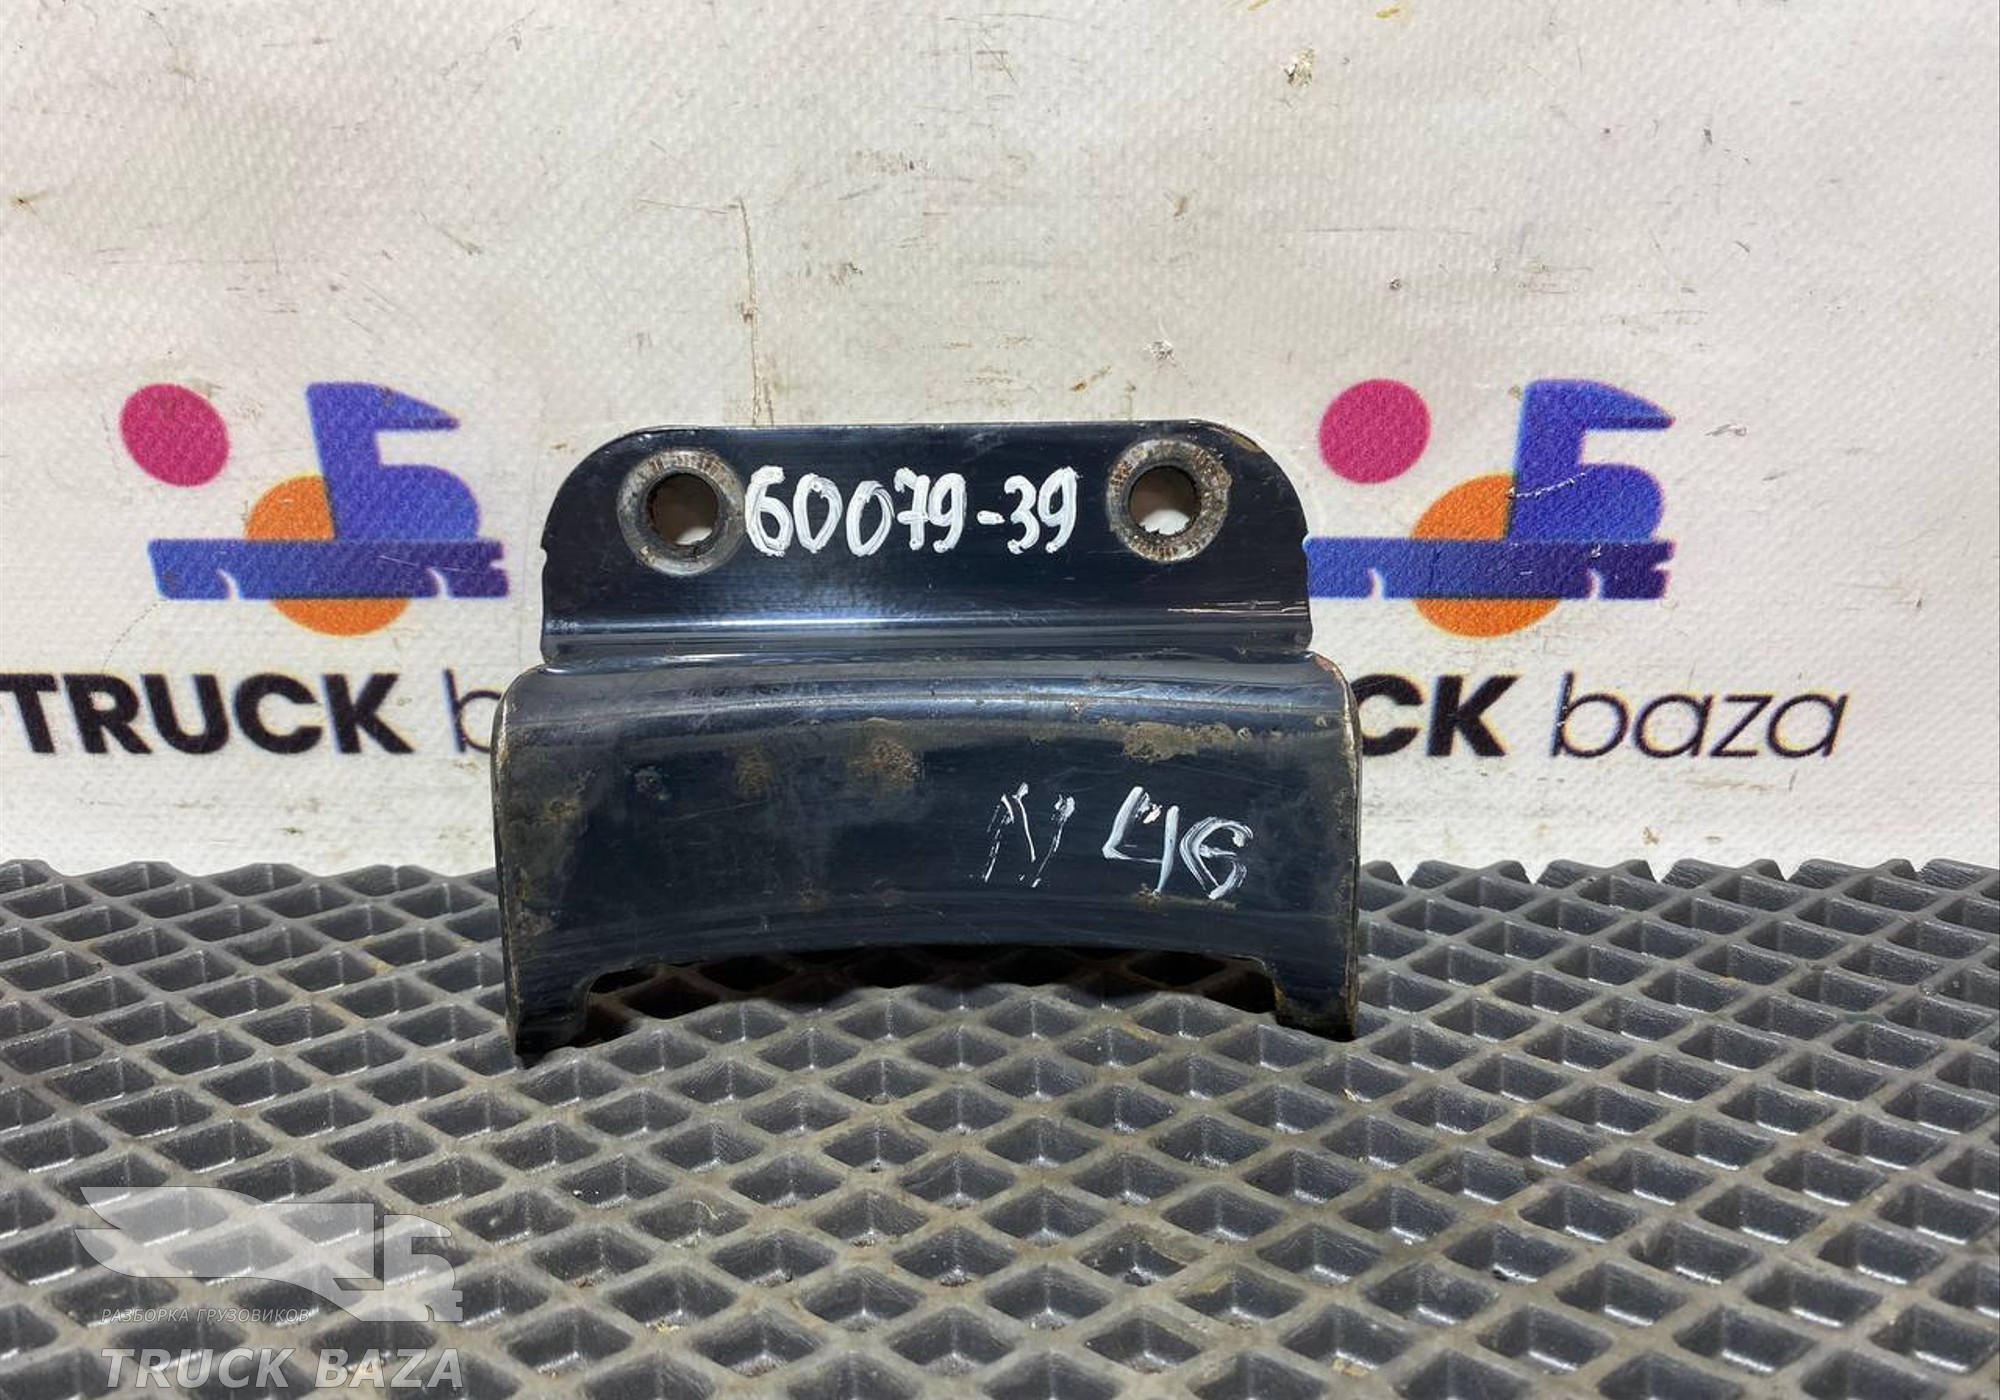 60079-39
TRUCK b
CK baza
N 46
РАЗБОРКА ГРУЗОВИКОВ
TRUCK BAZA